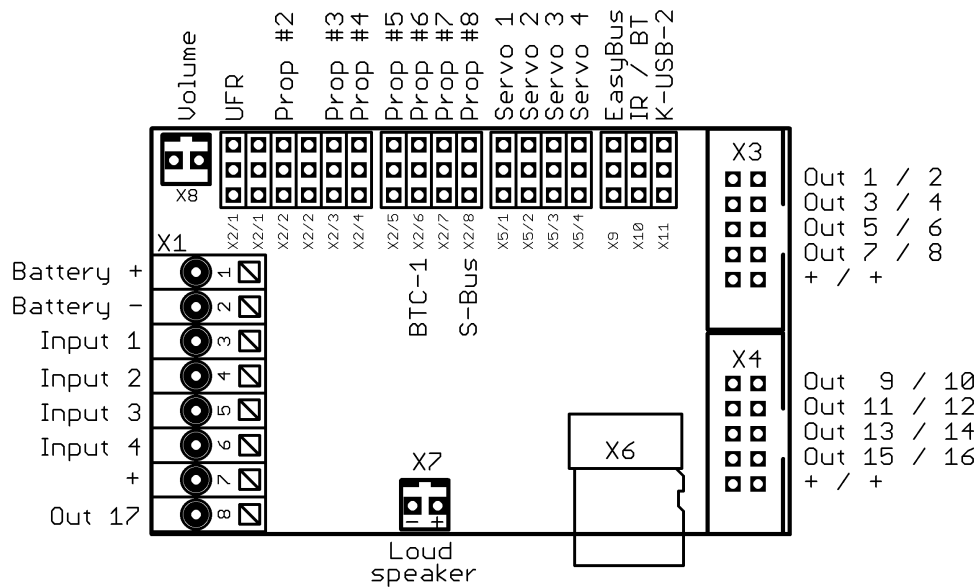 Volume
UFR
Prop #2
Prop #3
Prop #4
Prop #5
Prop #6
Prop #7
Prop #8
Servo 1
Servo 2
Servo 3
Servo 4
EasyBus
IR / BT
K-USB-2
X8
X2/1
X2/1
X2/2
X2/2
X2/3
X2/4
X2/5
X2/6
X2/7
X2/8
X5/1
X5/2
X5/3
X5/4
X9
X10
X11
BTC-1
S-Bus
X3
Out 1 / 2
Out 3 / 4
Out 5 / 6
Out 7 / 8
+ / +
X1
Battery + 1
Battery - 2
Input 1 3
Input 2 4
Input 3 5
Input 4 6
+ 7
Out 17 8
X4
Out 9 / 10
Out 11 / 12
Out 13 / 14
Out 15 / 16
+ / +
X6
X7
- +
Loud
speaker